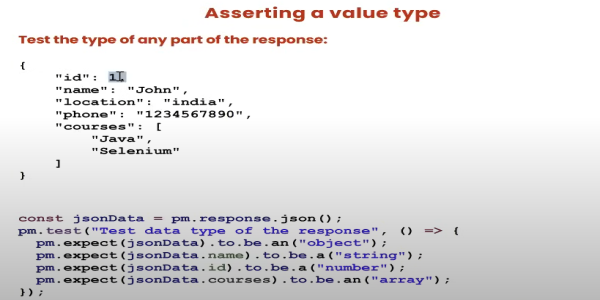 Asserting a value type
Test the type of any part of the response:
{
"id": 1,
"name": "John",
"location": "india",
"phone": "1234567890",
"courses": [
"Java",
"Selenium"
]
}
const jsonData = pm.response.json();
pm.test("Test data type of the response", () => {
pm.expect(jsonData).to.be.an("object");
pm.expect(jsonData.name).to.be.a("string");
pm.expect(jsonData.id).to.be.a("number");
pm.expect(jsonData.courses).to.be.an("array");
});